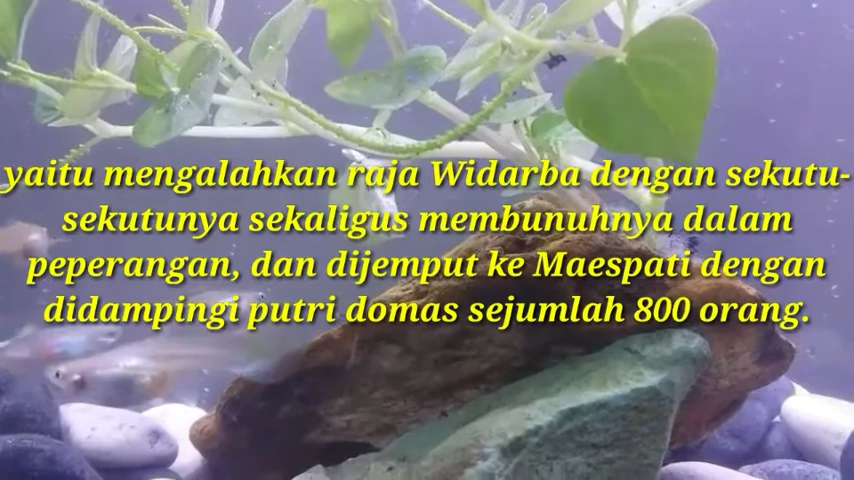 yaitu mengalahkan raja Widarba dengan sekutu-
sekutunya sekaligus membunuhnya dalam
peperangan, dan dijemput ke Maespati dengan
didampingi putri domas sejumlah 800 orang.